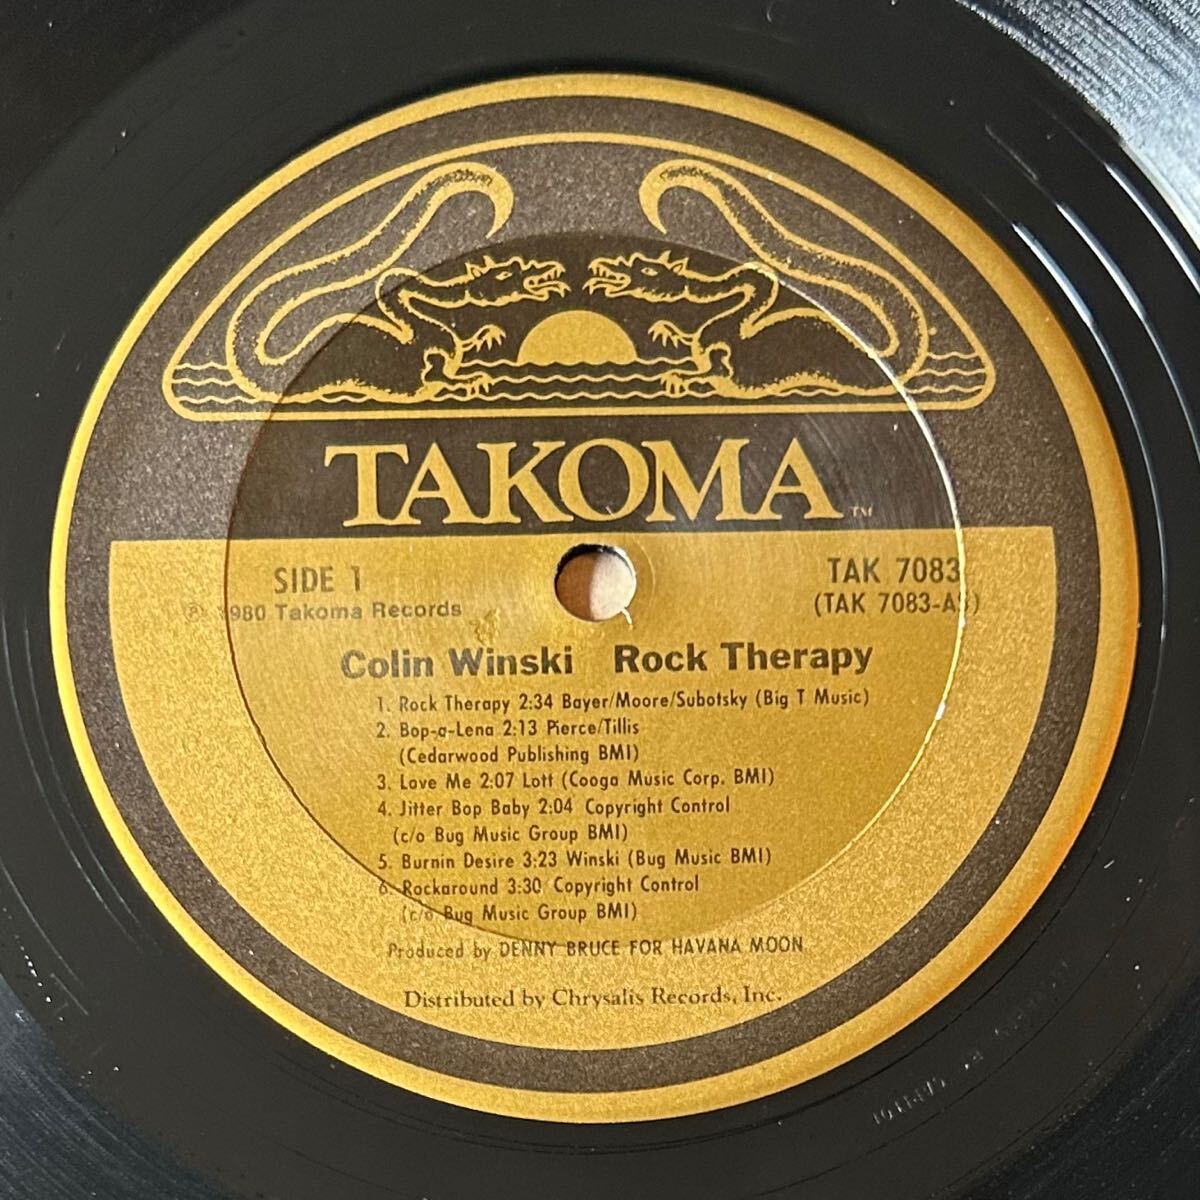 TAKOMA™
SIDE 1
TAK 7083
℗ 1980 Takoma Records
(TAK 7083-AS)
Colin Winski Rock Therapy
1. Rock Therapy 2:34 Bayer/Moore/Subotsky (Big T Music)
2. Bop-a-Lena 2:13 Pierce/Tillis
(Cedarwood Publishing BMI)
3. Love Me 2:07 Lott (Cooga Music Corp. BMI)
4. Jitter Bop Baby 2:04 Copyright Control
(c/o Bug Music Group BMI)
5. Burnin Desire 3:23 Winski (Bug Music BMI)
6. Rockaround 3:30 Copyright Control
(c/o Bug Music Group BMI)
Produced by DENNY BRUCE FOR HAVANA MOON
Distributed by Chrysalis Records, Inc.